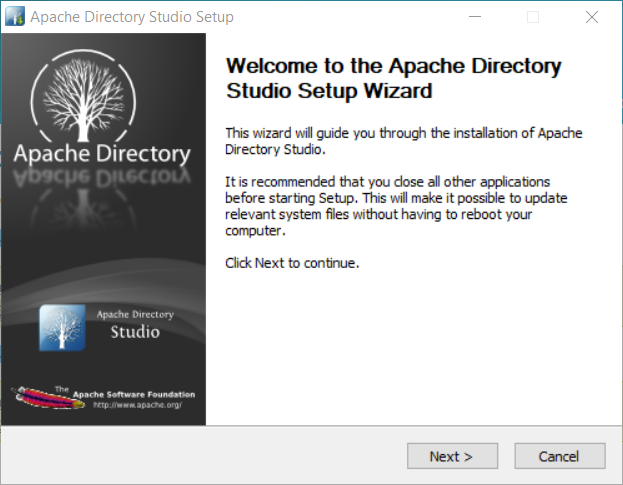 Apache Directory Studio Setup
Apache Directory
Welcome to the Apache Directory
Studio Setup Wizard
This wizard will guide you through the installation of Apache
Directory Studio.
It is recommended that you close all other applications
before starting Setup. This will make it possible to update
relevant system files without having to reboot your
computer.
Click Next to continue.
Apache Directory
Studio
The
Apache Software Foundation
http://www.apache.org/
Next >
Cancel